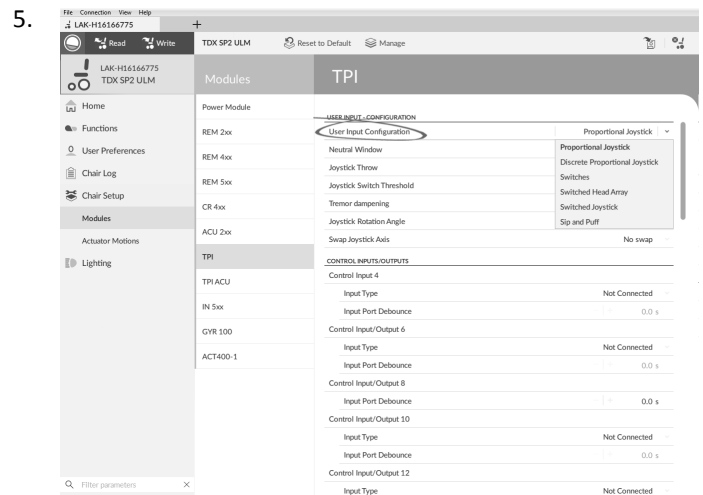 5.
File Connection View Help
LAK-H16166775 +
Read Write TDX SP2 ULM Reset to Default Manage
LAK-H16166775
TDX SP2 ULM
Modules
TPI
Home
Functions
User Preferences
Chair Log
Chair Setup
Modules
Actuator Motions
Lighting
Filter parameters
Power Module
REM 2xx
REM 4xx
REM 5xx
CR 4xx
ACU 2xx
TPI
TPI ACU
IN 5xx
GYR 100
ACT400-1
USER INPUT - CONFIGURATION
User Input Configuration Proportional Joystick
Neutral Window
Joystick Throw
Joystick Switch Threshold
Tremor dampening
Joystick Rotation Angle
Proportional Joystick
Discrete Proportional Joystick
Switches
Switched Head Array
Switched Joystick
Sip and Puff
Swap Joystick Axis No swap
CONTROL INPUTS/OUTPUTS
Control Input 4
Input Type Not Connected
Input Port Debounce 0.0 s
Control Input/Output 6
Input Type Not Connected
Input Port Debounce 0.0 s
Control Input/Output 8
Input Port Debounce 0.0 s
Control Input/Output 10
Input Type Not Connected
Input Port Debounce 0.0 s
Control Input/Output 12
Input Type Not Connected